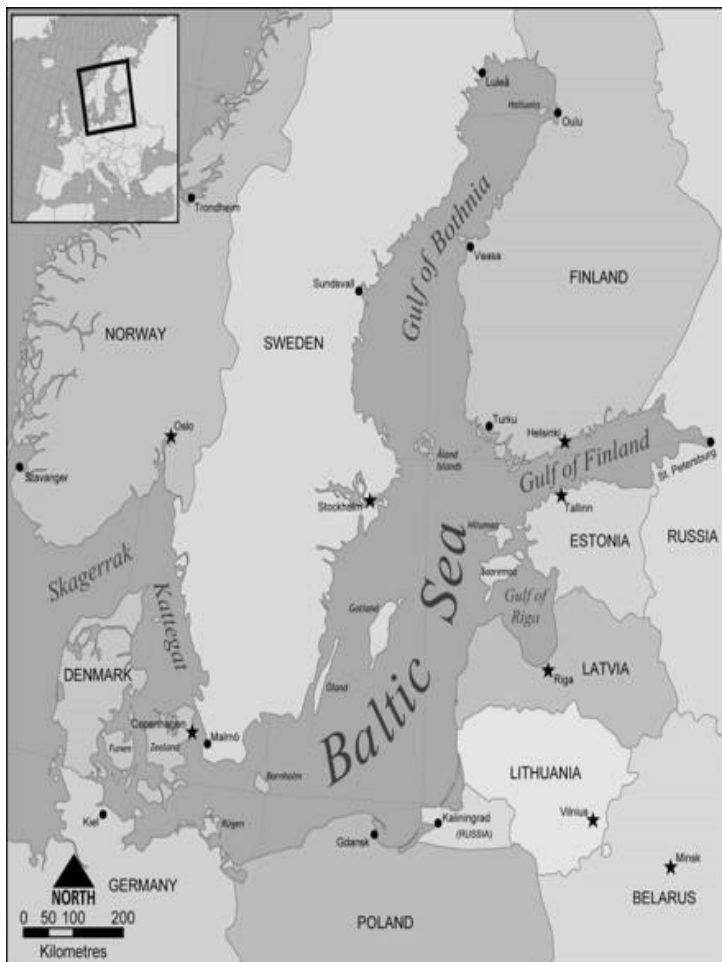 Luleå
Hailuoto
Oulu
Trondheim
Gulf of Bothnia
Vaasa
Sundsvall
FINLAND
NORWAY
SWEDEN
Oslo
Turku
Helsinki
Åland
Islands
Gulf of Finland
St. Petersburg
Stavanger
Stockholm
Tallinn
Hiiumaa
ESTONIA
RUSSIA
Skagerrak
Kattegat
Saaremaa
Gulf of
Riga
Gotland
Baltic Sea
DENMARK
Öland
Riga
LATVIA
Copenhagen
Malmö
Funen
Zealand
Bornholm
LITHUANIA
Kiel
Rügen
Gdansk
Kaliningrad
(RUSSIA)
Vilnius
Minsk
NORTH
GERMANY
BELARUS
POLAND
0 50 100 200
Kilometres